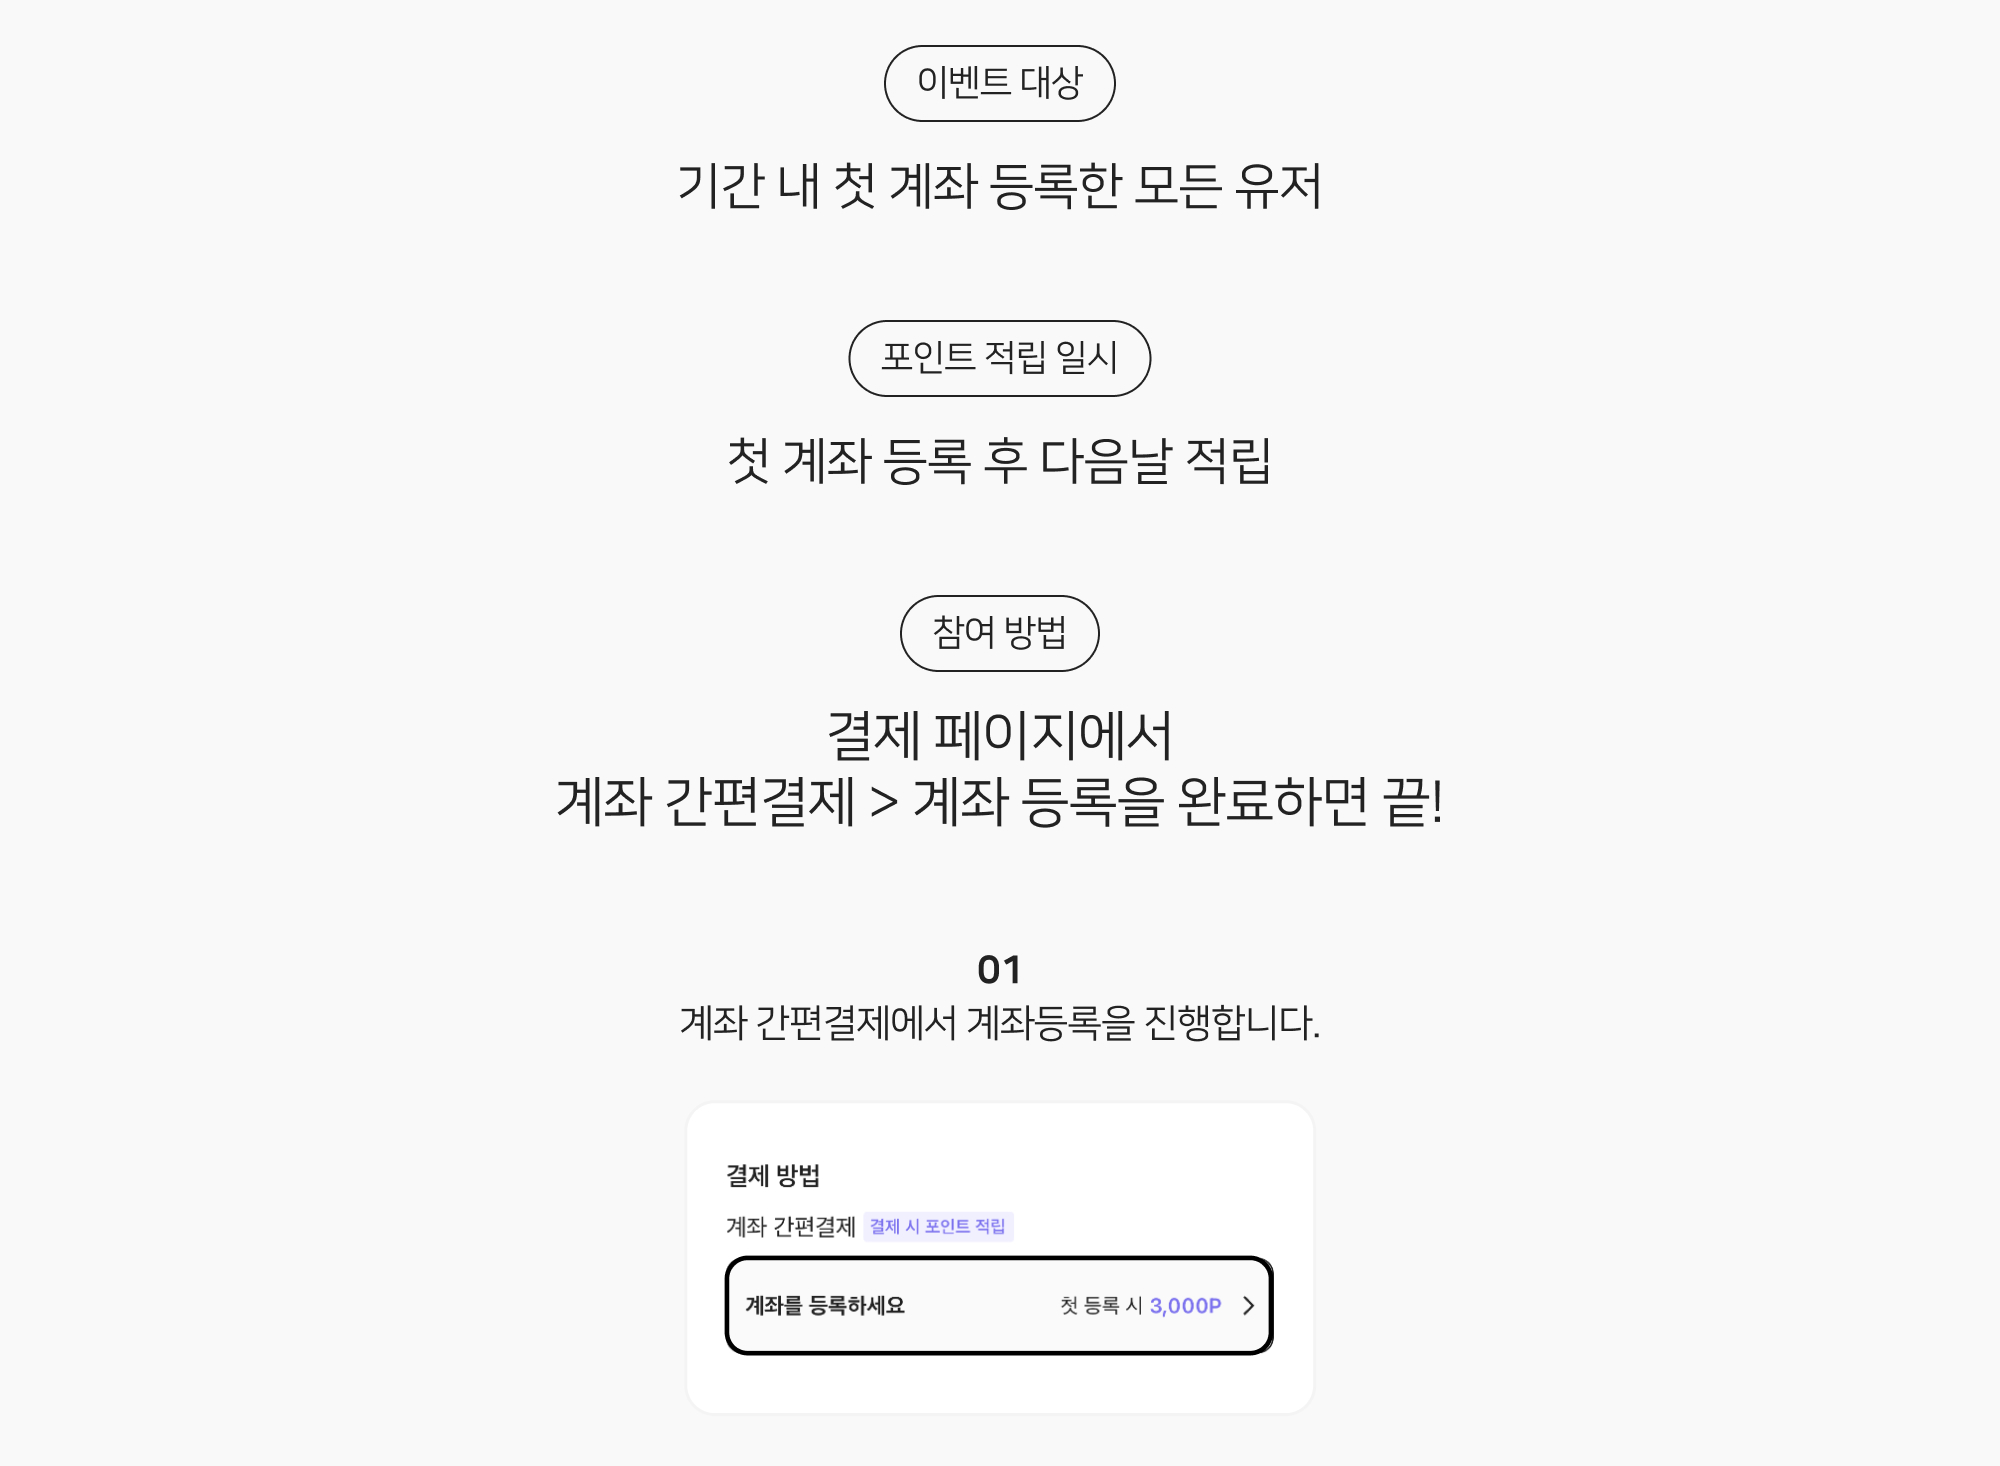 이벤트 대상
기간 내 첫 계좌 등록한 모든 유저
포인트 적립 일시
첫 계좌 등록 후 다음날 적립
참여 방법
결제 페이지에서
계좌 간편결제 > 계좌 등록을 완료하면 끝!
01
계좌 간편결제에서 계좌등록을 진행합니다.
결제 방법
계좌 간편결제 결제 시 포인트 적립
계좌를 등록하세요 첫 등록 시 3,000P >